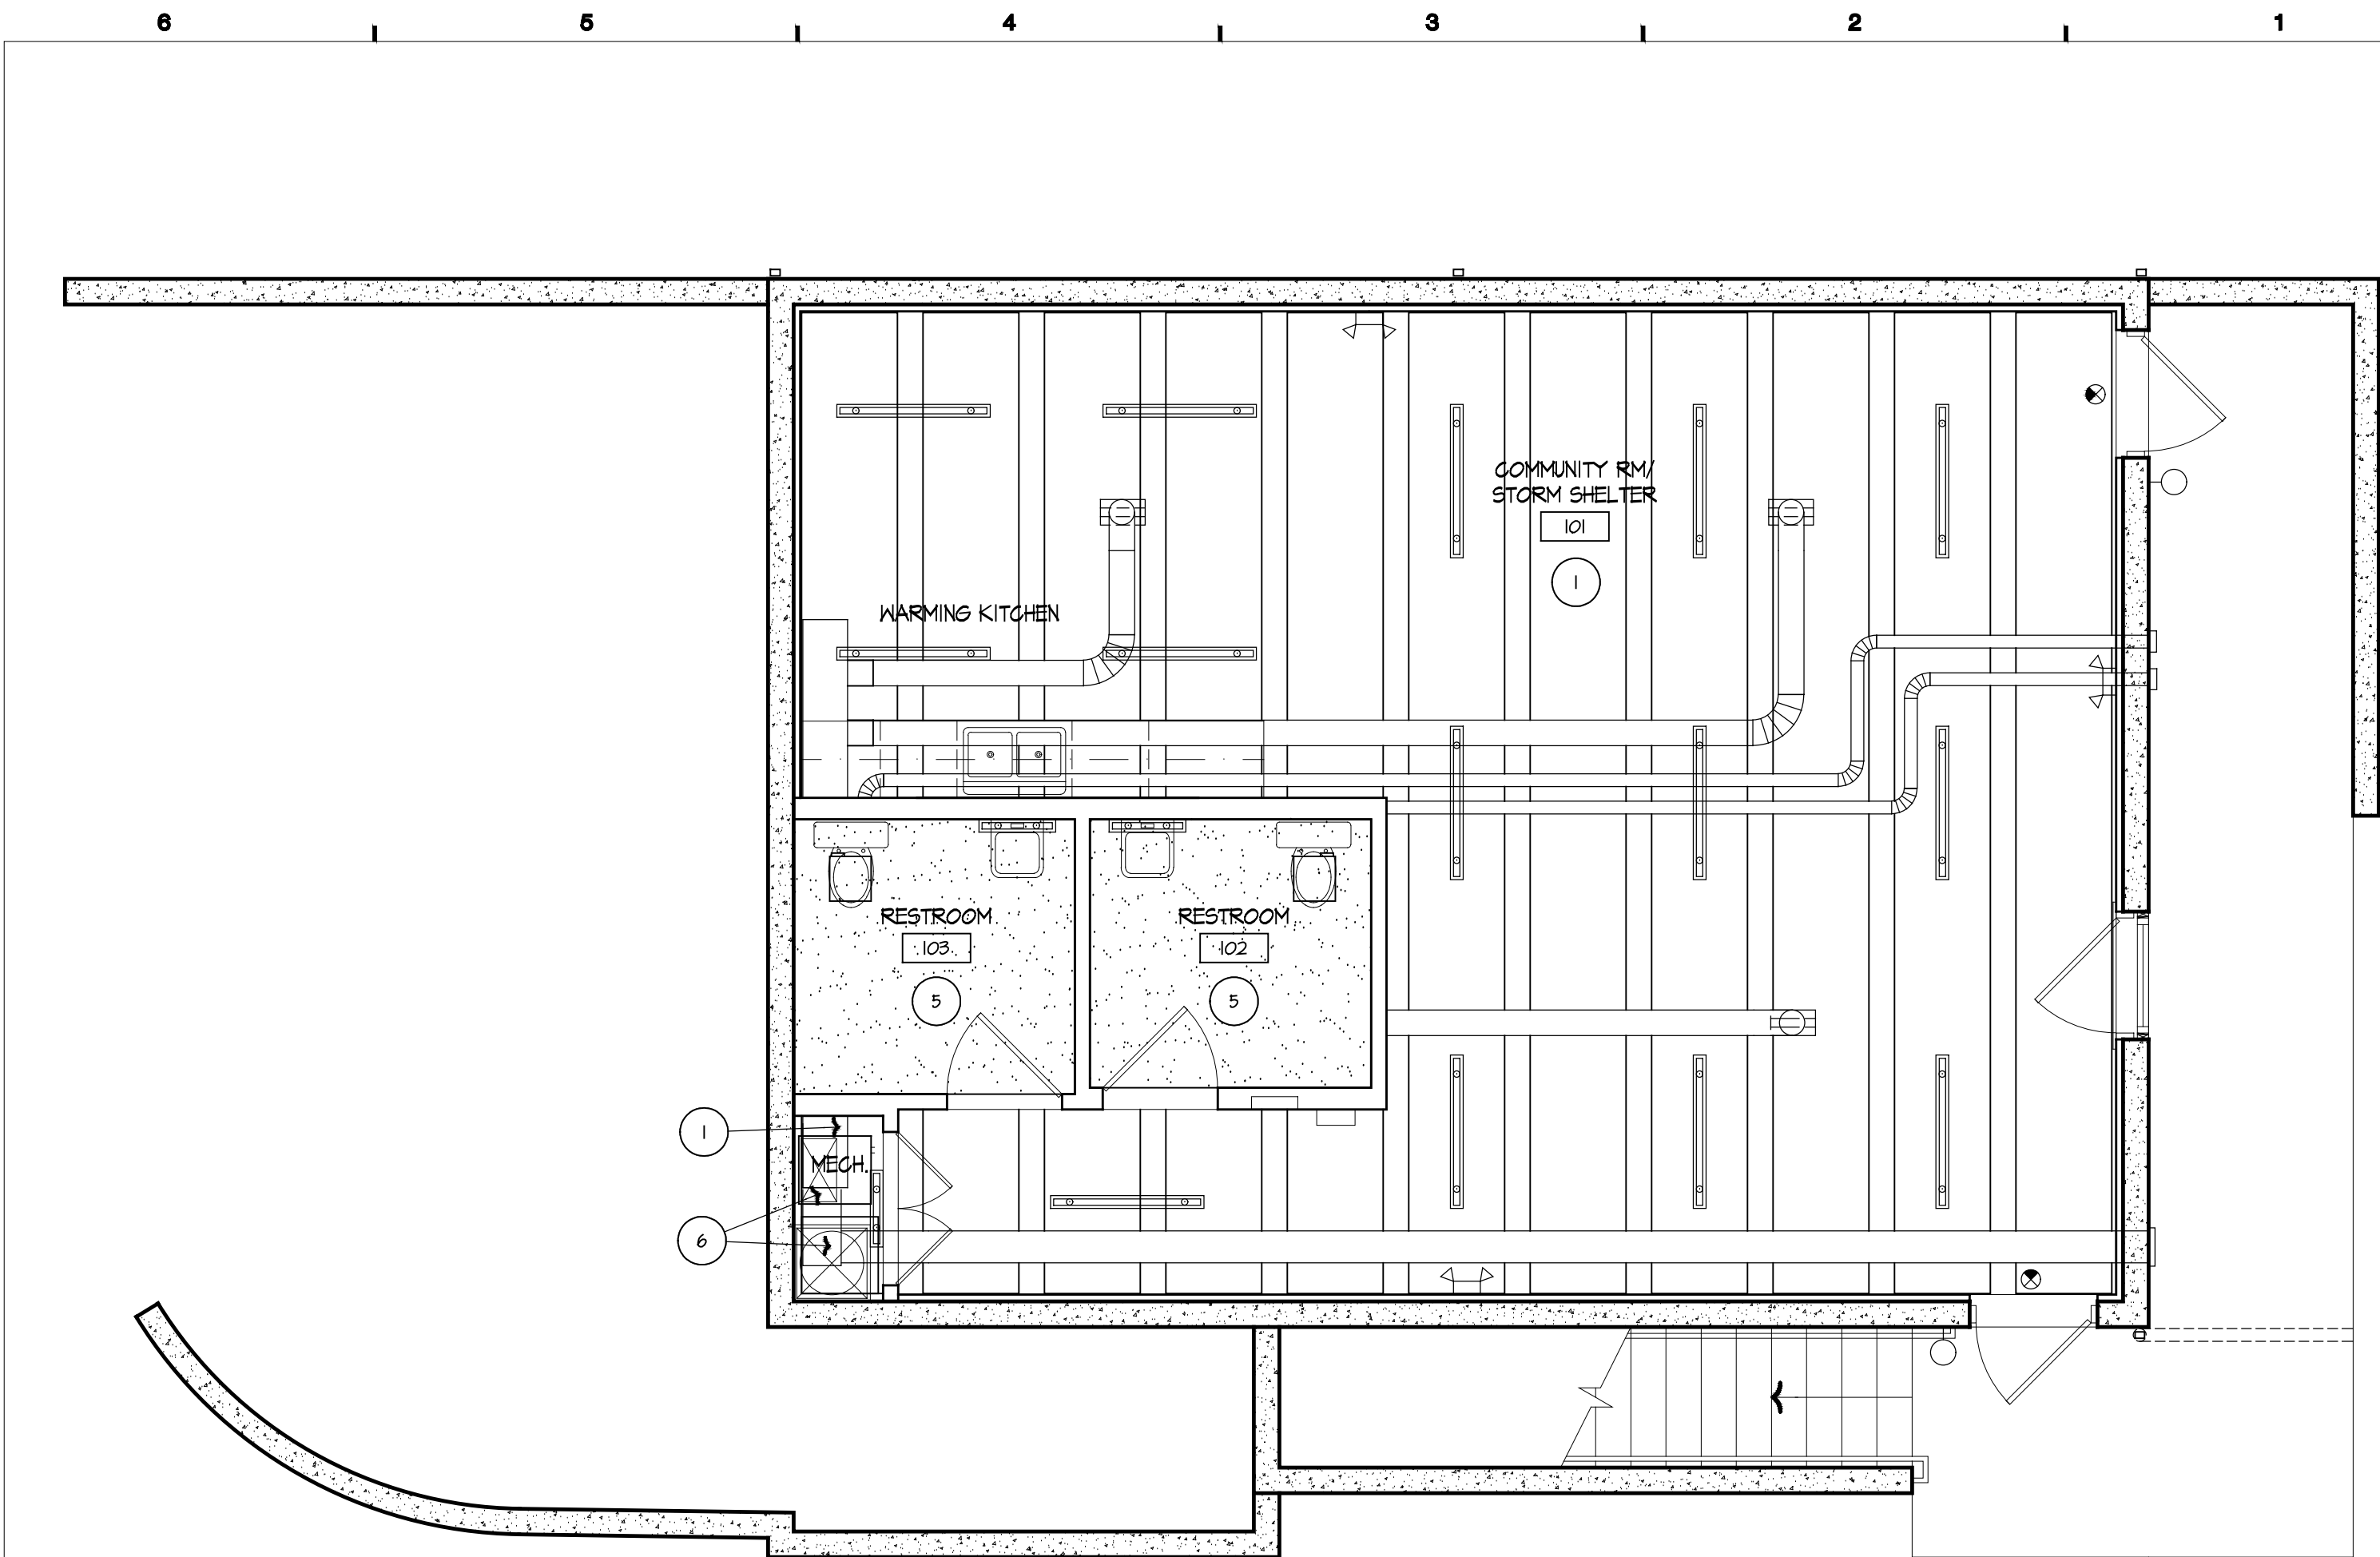 6 5 4 3 2 1
COMMUNITY RM/
STORM SHELTER
101
1
WARMING KITCHEN
RESTROOM
103
5
RESTROOM
102
5
1
MECH.
6